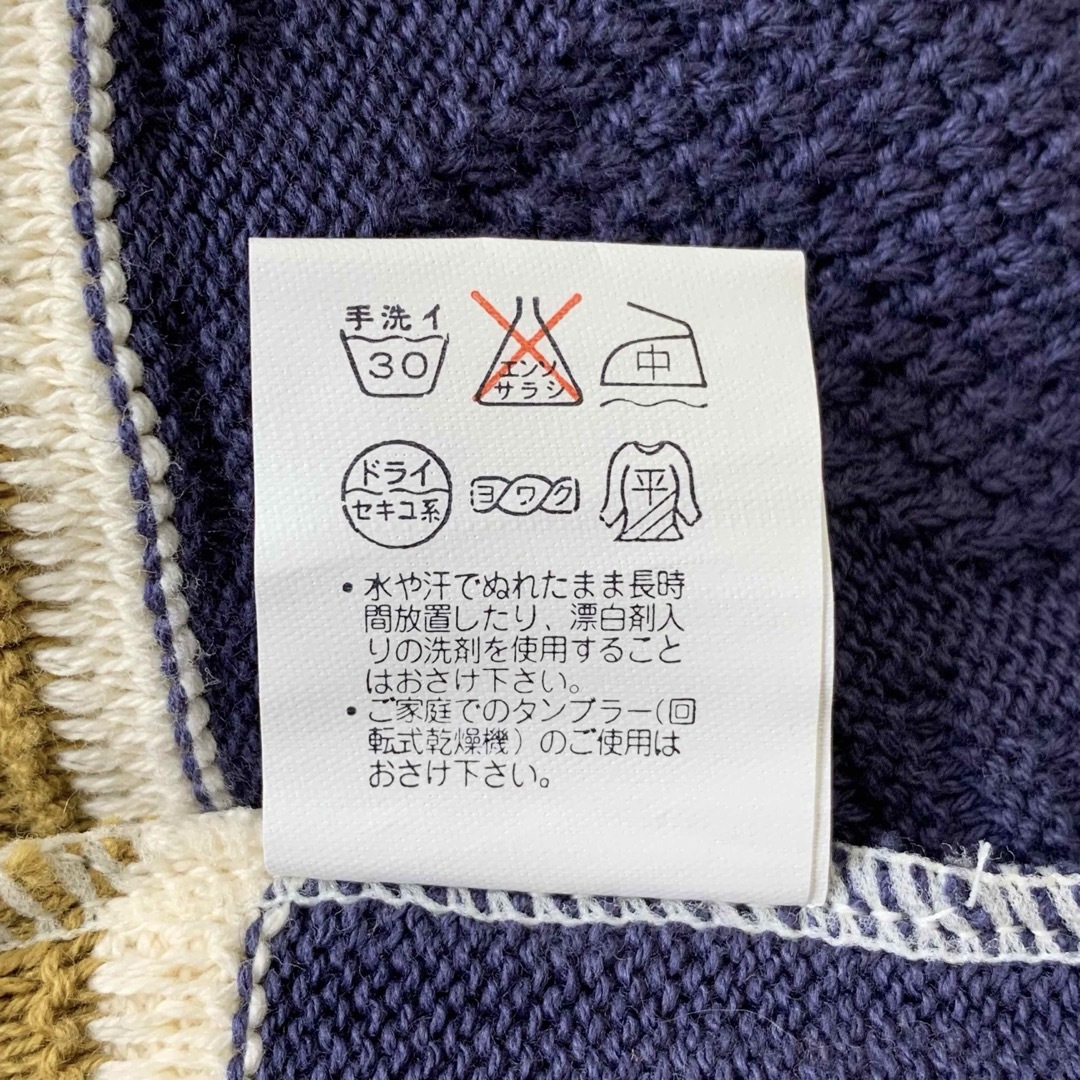 手洗イ
30
エンソ
サラシ
中
ドライ
セキユ系
ヨワク
平
・水や汗でぬれたまま長時
間放置したり、漂白剤入
りの洗剤を使用すること
はおさけ下さい。
・ご家庭でのタンブラー(回
転式乾燥機)のご使用は
おさけ下さい。